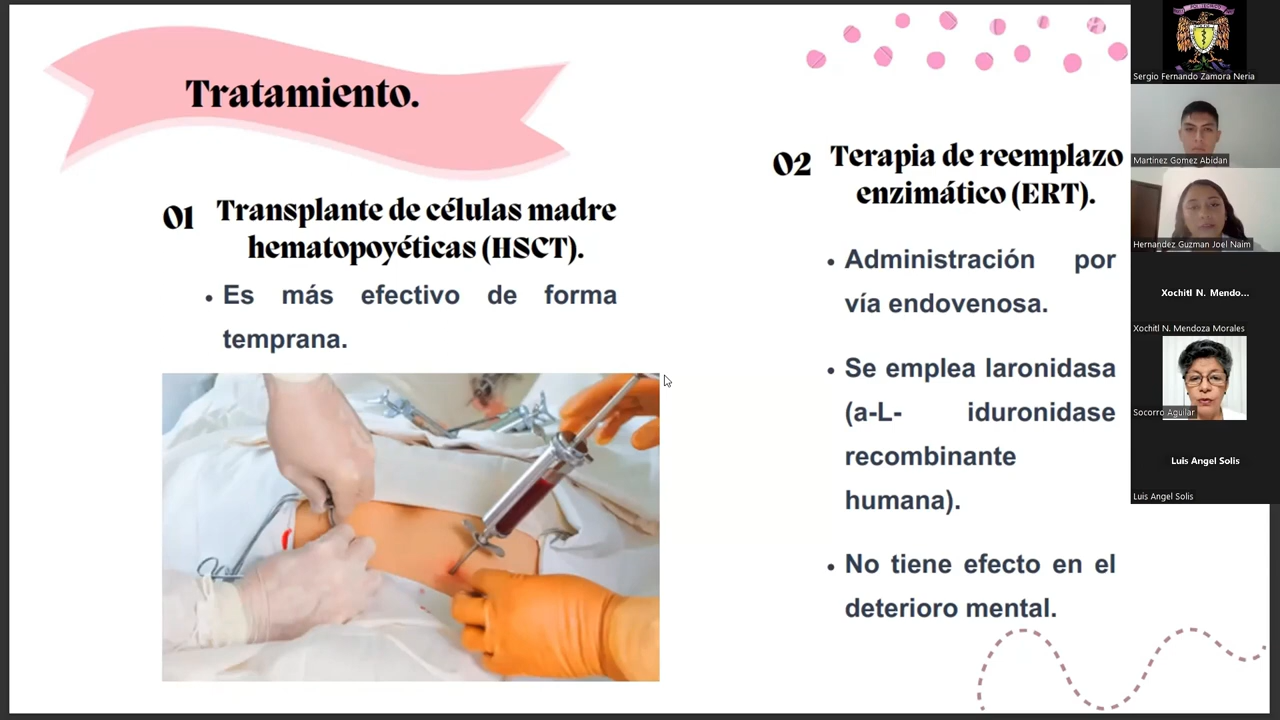 Tratamiento.
01
Transplante de células madre
hematopoyéticas (HSCT).
• Es más efectivo de forma
temprana.
02
Terapia de reemplazo
enzimático (ERT).
• Administración por
vía endovenosa.
• Se emplea laronidasa
(a-L- iduronidase
recombinante
humana).
• No tiene efecto en el
deterioro mental.
Sergio Fernando Zamora Neria
Martinez Gomez Abidan
Hernandez Guzman Joel Naim
Xochitl N. Mendo...
Xochitl N. Mendoza Morales
Socorro Aguilar
Luis Angel Solis
Luis Angel Solis